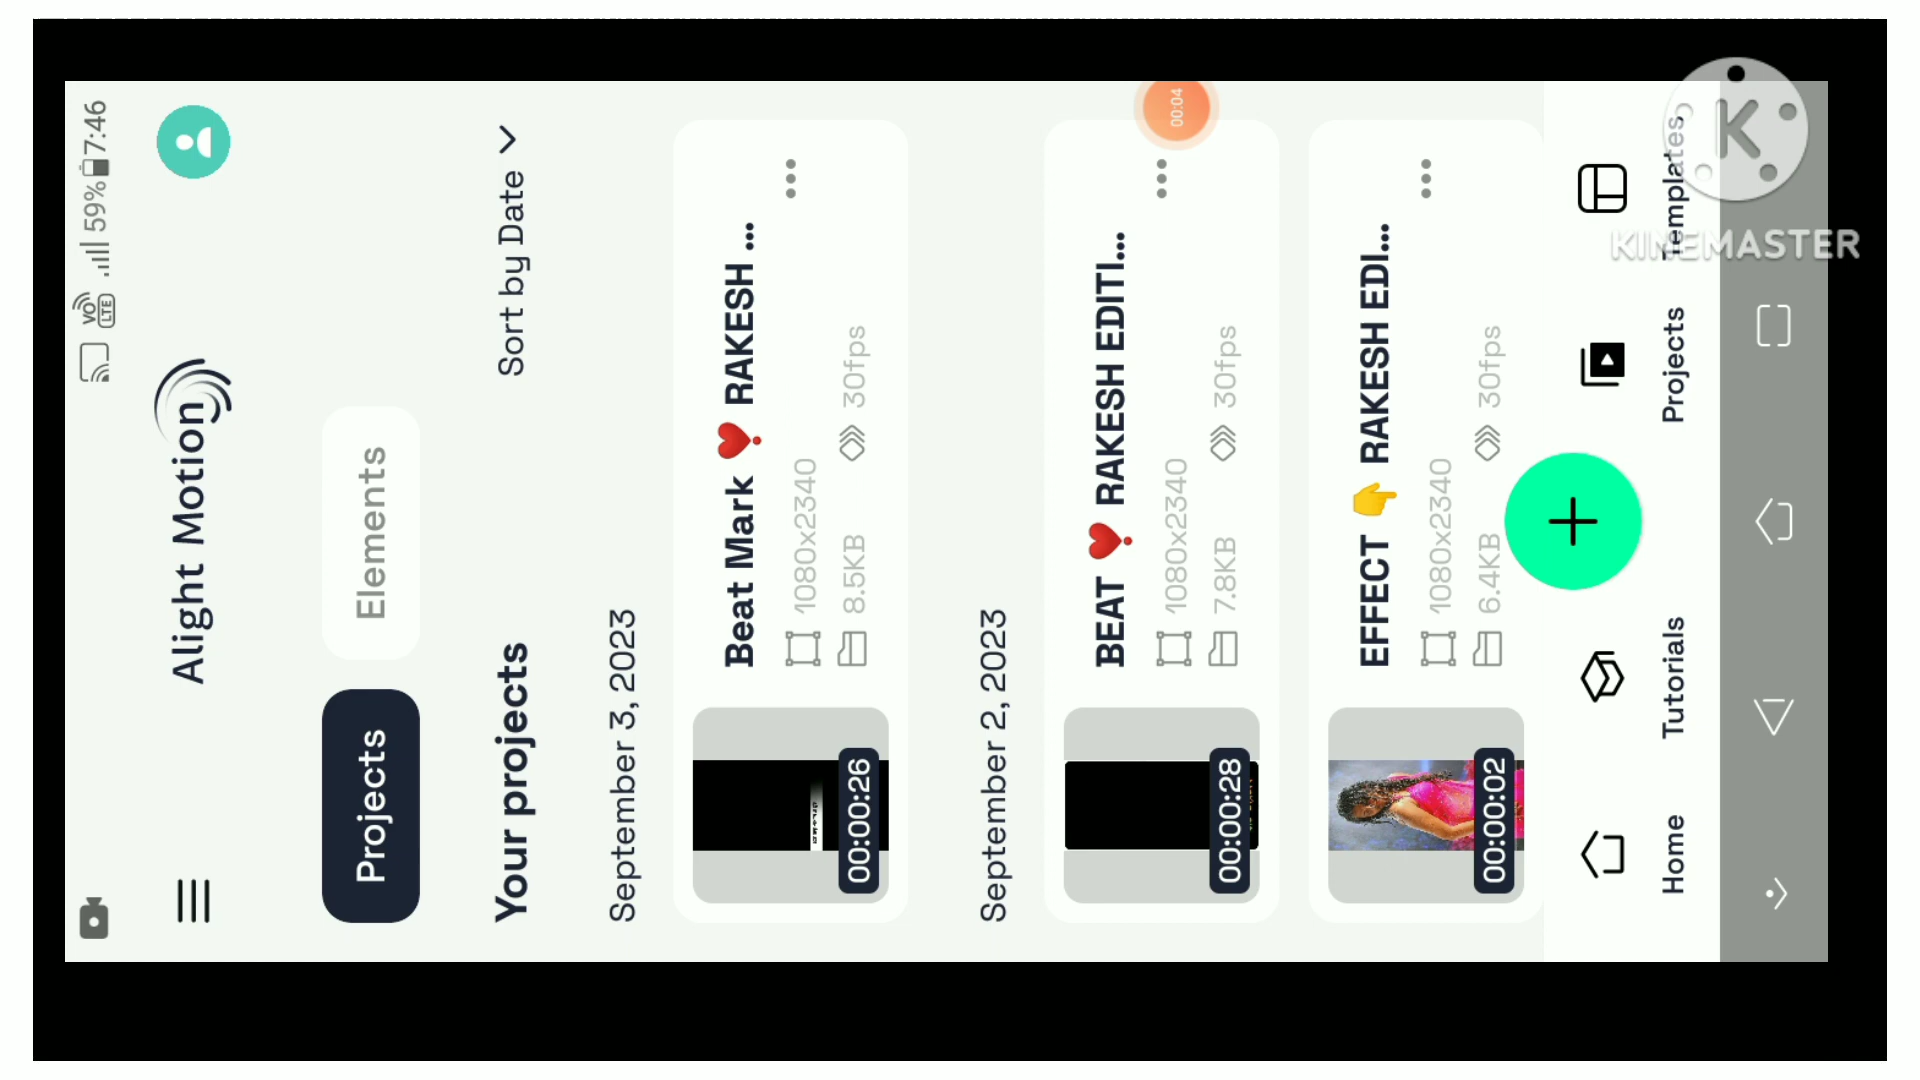 VO LTE 59% 7:46
Alight Motion
Projects Elements
Your projects Sort by Date
September 3, 2023
Beat Mark ❣️ RAKESH ...
1080x2340
8.5KB 30fps
00:00:26
September 2, 2023
BEAT ❣️ RAKESH EDITI...
1080x2340
7.8KB 30fps
00:00:28
EFFECT 👉 RAKESH EDI...
1080x2340
6.4KB 30fps
00:00:02
00:04
Home Tutorials Projects Templates
K
KINEMASTER